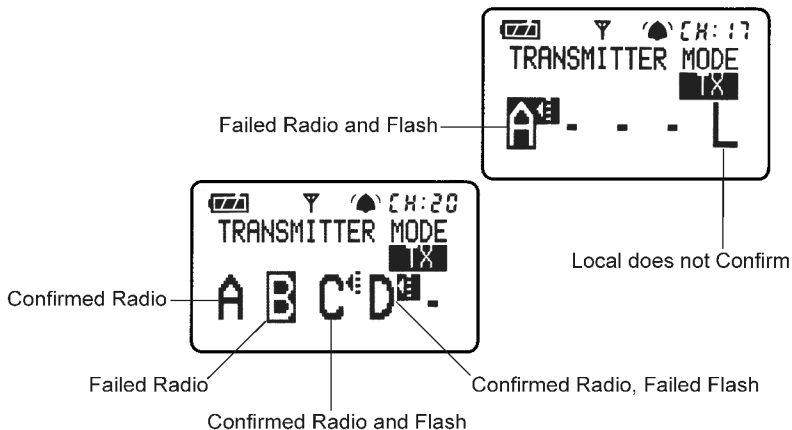 CH:17
TRANSMITTER MODE
TX
Failed Radio and Flash
A - - - L
Local does not Confirm
CH:20
TRANSMITTER MODE
TX
Confirmed Radio
A B C D -
Failed Radio
Confirmed Radio, Failed Flash
Confirmed Radio and Flash